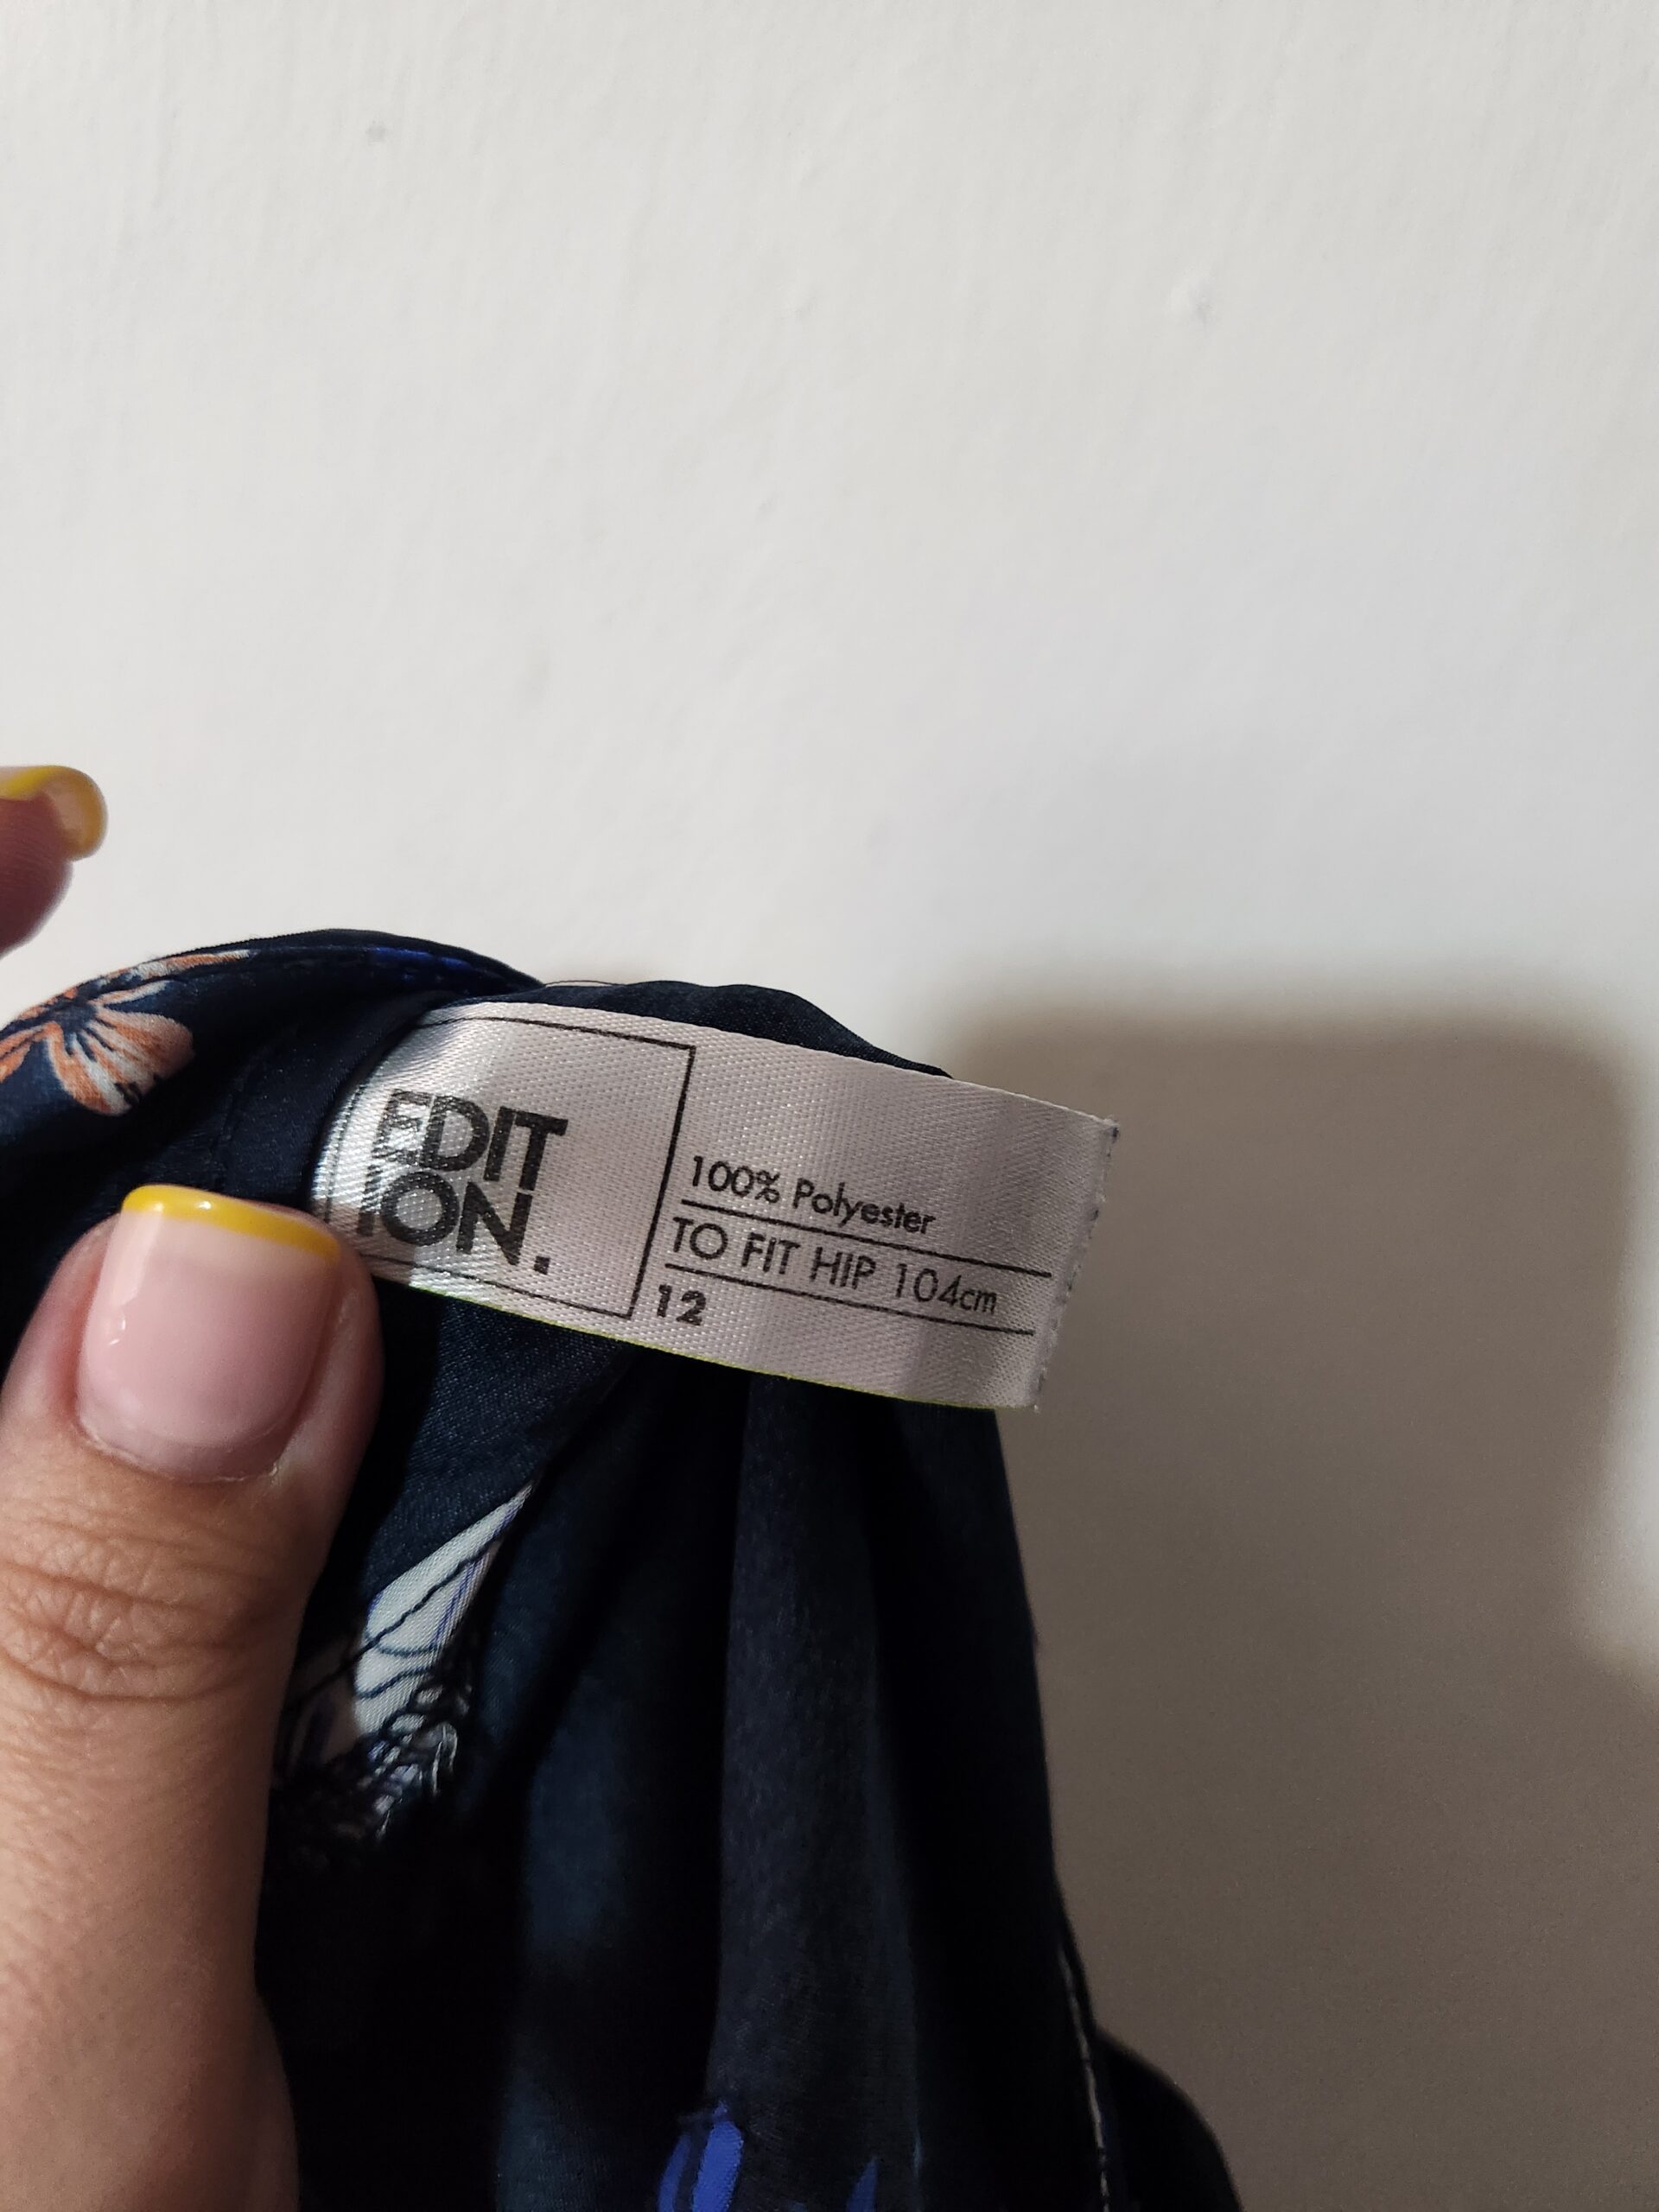 EDIT
ION.
100% Polyester
TO FIT HIP 104cm
12